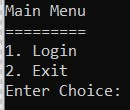 Main Menu
=========
1. Login
2. Exit
Enter Choice: